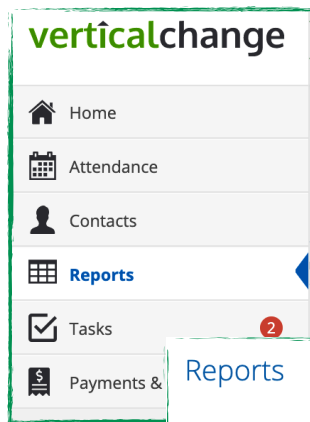 verticalchange
Home
Attendance
Contacts
Reports
Tasks
2
Payments &
Reports